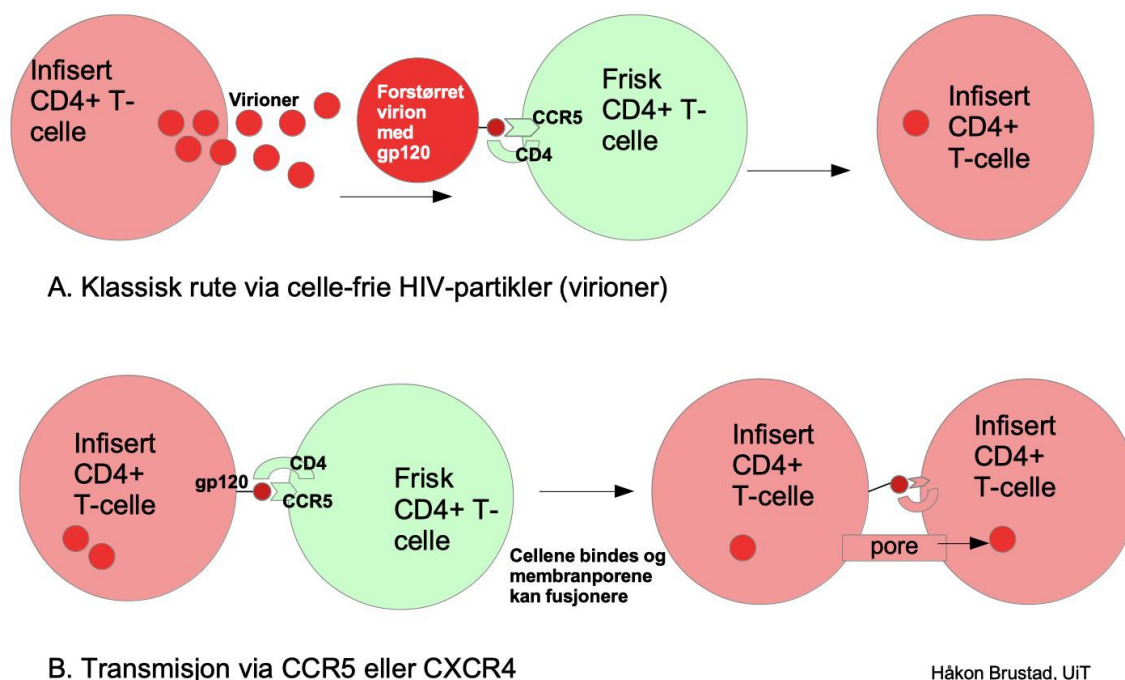 Infisert
CD4+ T-
celle
Virioner
Forstørret
virion
med
gp120
CCR5
CD4
Frisk
CD4+ T-
celle
Infisert
CD4+
T-celle
A. Klassisk rute via celle-frie HIV-partikler (virioner)
Infisert
CD4+
T-celle
gp120
CD4
CCR5
Frisk
CD4+ T-
celle
Cellene bindes og
membranporene
kan fusjonere
Infisert
CD4+
T-celle
pore
Infisert
CD4+
T-celle
B. Transmisjon via CCR5 eller CXCR4
Håkon Brustad, UiT